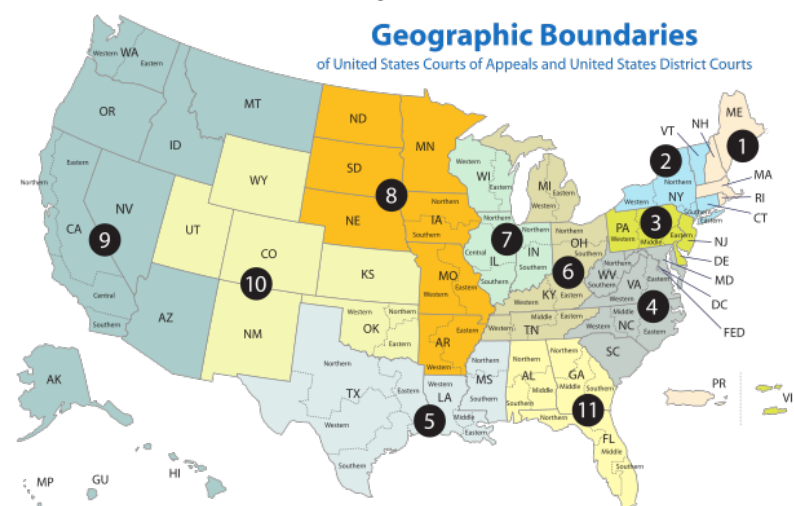 Geographic Boundaries
of United States Courts of Appeals and United States District Courts
Western WA
Eastern
MT
ND
MN
ME
NH
VT
1
OR
ID
SD
WI
Western
Eastern
MI
Eastern
Western
2
Northern
NY
Western
Southern
Eastern
MA
RI
CT
Eastern
Northern
WY
8
NE
Northern
IA
Southern
Northern
7
Central
IL
Southern
Northern
IN
Southern
Northern
OH
Southern
3
PA
Western
Middle
Eastern
NJ
DE
MD
DC
FED
CA
9
NV
UT
CO
10
KS
MO
Western
Eastern
6
KY
Western
Eastern
Northern
WV
Southern
VA
Eastern
Western
4
Central
Southern
AZ
NM
Western
Northern
OK
Eastern
Eastern
AR
Western
Middle
Western
TN
Eastern
Middle
Western
NC
Eastern
SC
AK
Northern
TX
Eastern
Western
Southern
Western
LA
Middle
Eastern
5
Northern
MS
Southern
Northern
AL
Middle
Southern
Northern
GA
Middle
Southern
11
Northern
FL
Middle
Southern
PR
VI
MP
GU
HI